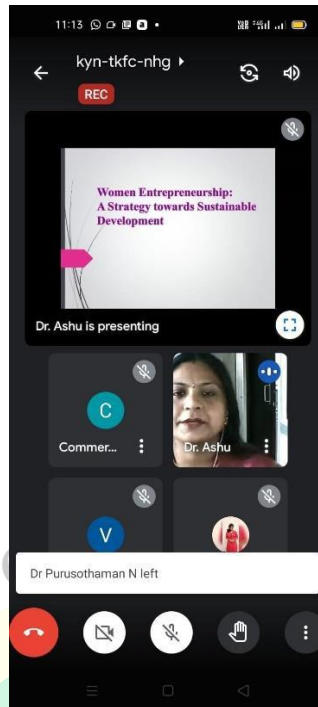 11:13
kyn-tkfc-nhg
REC
Women Entrepreneurship:
A Strategy towards Sustainable
Development
Dr. Ashu is presenting
C
Commer...
Dr. Ashu
V
Dr Purusothaman N left